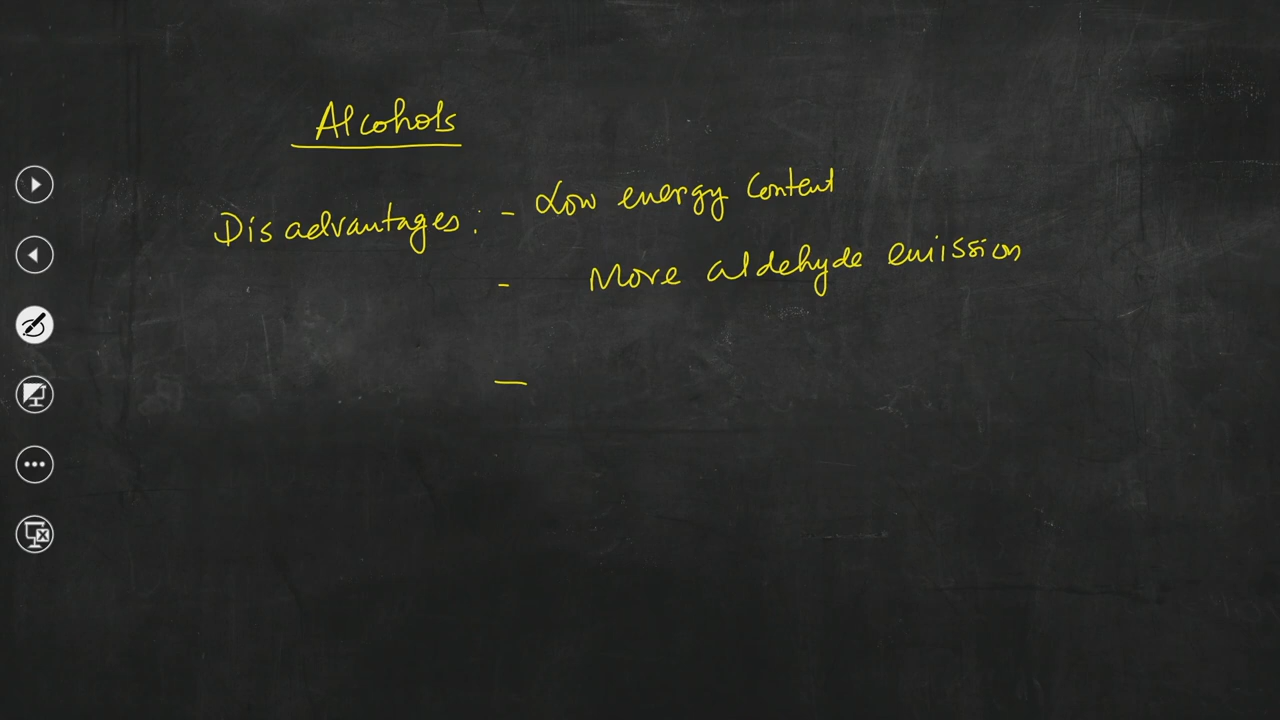 Alcohols
Disadvantages: - Low energy Content
- More aldehyde emission
-